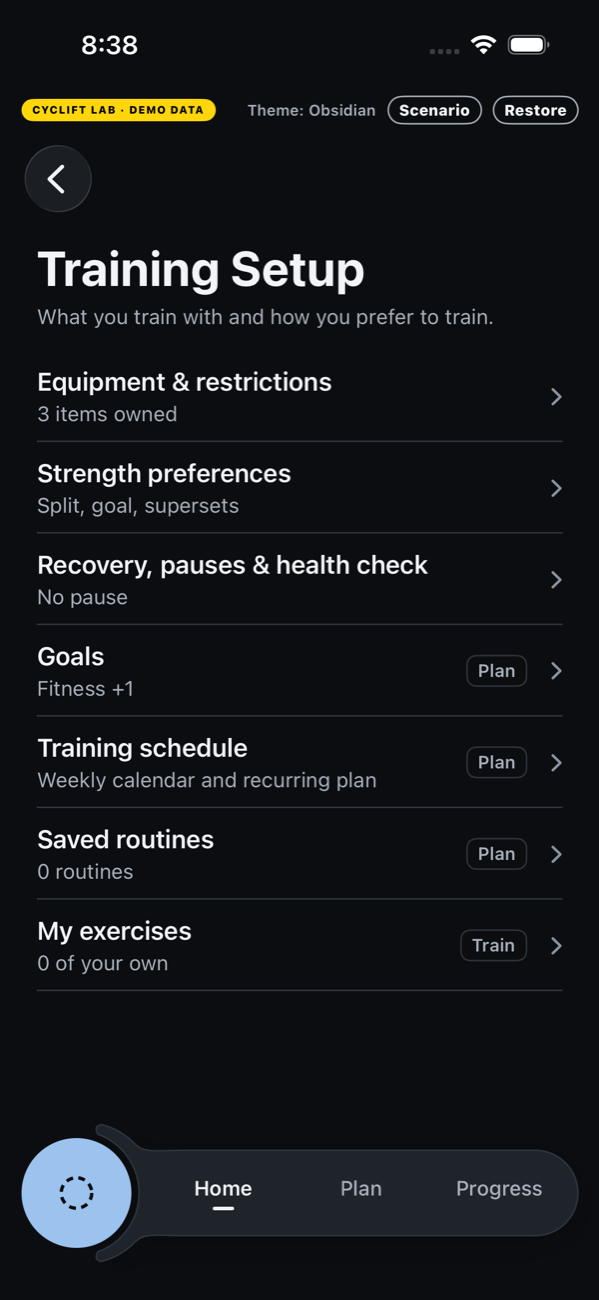 8:38
CYCLIFT LAB · DEMO DATA
Theme: Obsidian
Scenario
Restore
Training Setup
What you train with and how you prefer to train.
Equipment & restrictions
3 items owned
Strength preferences
Split, goal, supersets
Recovery, pauses & health check
No pause
Goals
Fitness +1
Plan
Training schedule
Weekly calendar and recurring plan
Plan
Saved routines
0 routines
Plan
My exercises
0 of your own
Train
Home
Plan
Progress